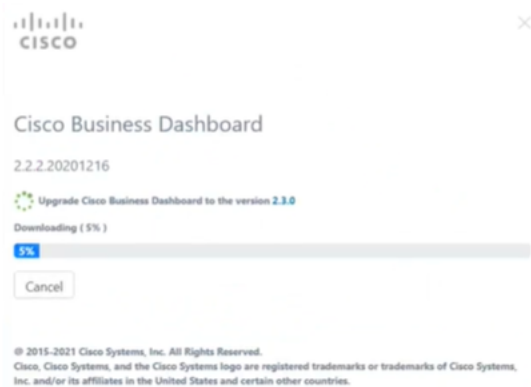 CISCO
Cisco Business Dashboard
2.2.2.20201216
Upgrade Cisco Business Dashboard to the version 2.3.0
Downloading ( 5% )
5%
Cancel
© 2015-2021 Cisco Systems, Inc. All Rights Reserved.
Cisco, Cisco Systems, and the Cisco Systems logo are registered trademarks or trademarks of Cisco Systems,
Inc. and/or its affiliates in the United States and certain other countries.